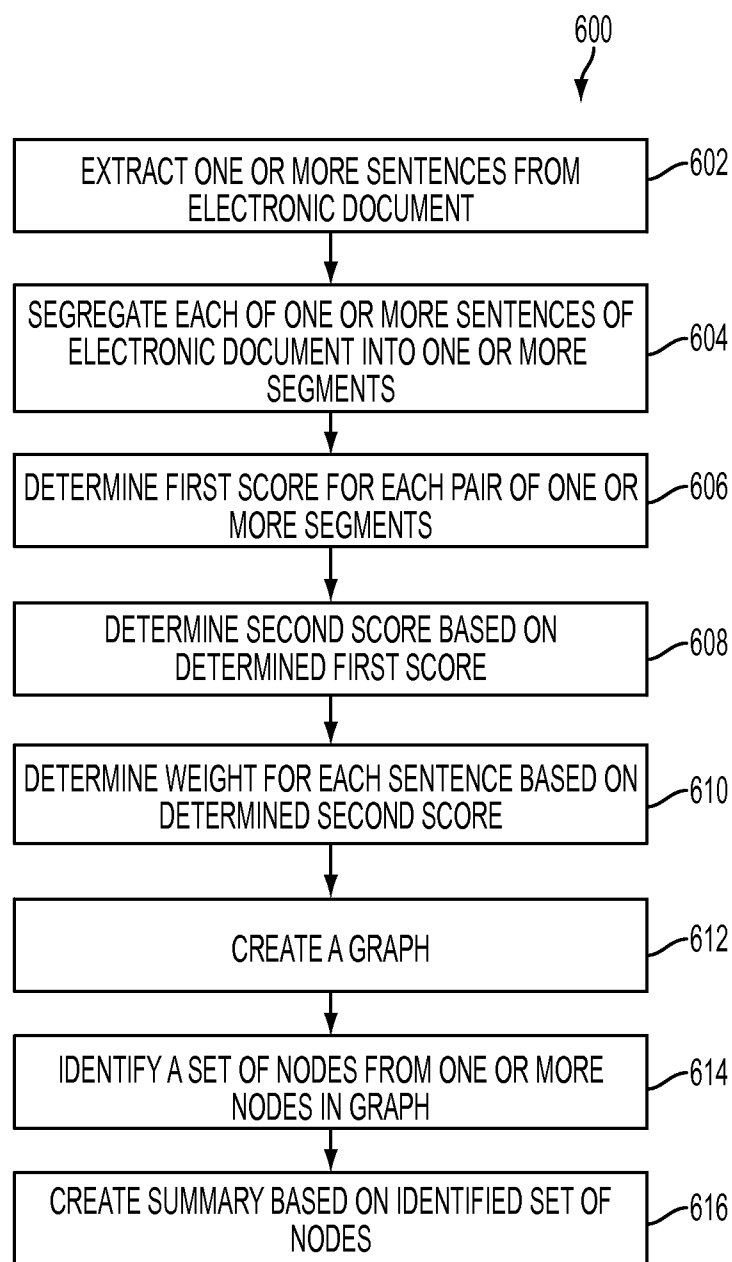 600
EXTRACT ONE OR MORE SENTENCES FROM
ELECTRONIC DOCUMENT
602
SEGREGATE EACH OF ONE OR MORE SENTENCES OF
ELECTRONIC DOCUMENT INTO ONE OR MORE
SEGMENTS
604
DETERMINE FIRST SCORE FOR EACH PAIR OF ONE OR
MORE SEGMENTS
606
DETERMINE SECOND SCORE BASED ON
DETERMINED FIRST SCORE
608
DETERMINE WEIGHT FOR EACH SENTENCE BASED ON
DETERMINED SECOND SCORE
610
CREATE A GRAPH
612
IDENTIFY A SET OF NODES FROM ONE OR MORE
NODES IN GRAPH
614
CREATE SUMMARY BASED ON IDENTIFIED SET OF
NODES
616